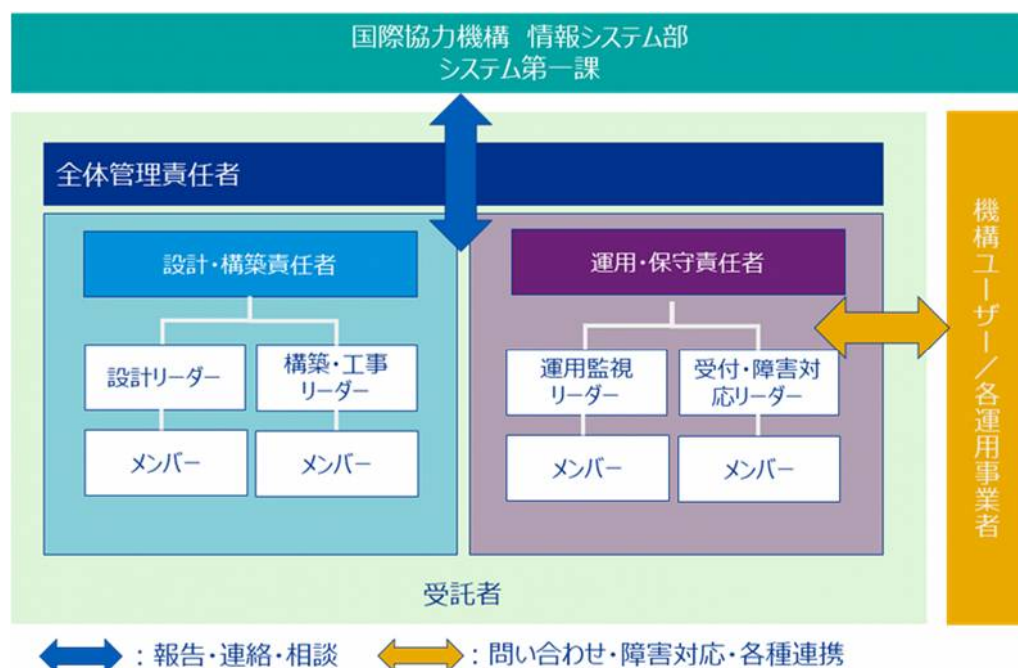 国際協力機構 情報システム部
システム第一課
全体管理責任者
設計・構築責任者
運用・保守責任者
設計リーダー
構築・工事
リーダー
運用監視
リーダー
受付・障害対
応リーダー
メンバー
メンバー
メンバー
メンバー
機構ユーザー／各運用事業者
受託者
：報告・連絡・相談
：問い合わせ・障害対応・各種連携